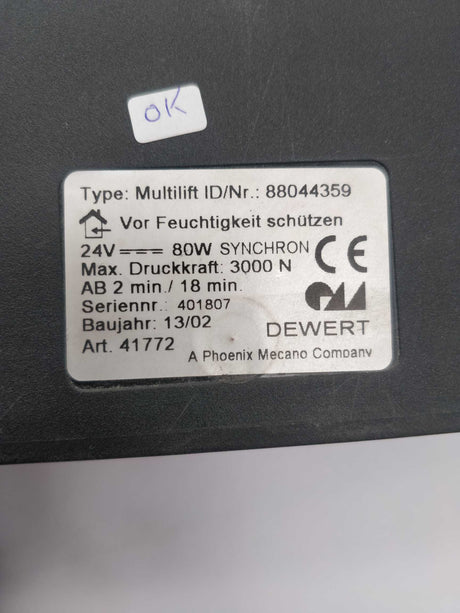 OK
Type: Multilift ID/Nr.: 88044359
Vor Feuchtigkeit schützen
24V 80W SYNCHRON CE
Max. Druckkraft: 3000 N
AB 2 min./ 18 min.
Seriennr.: 401807
Baujahr: 13/02
DEWERT
Art. 41772
A Phoenix Mecano Company